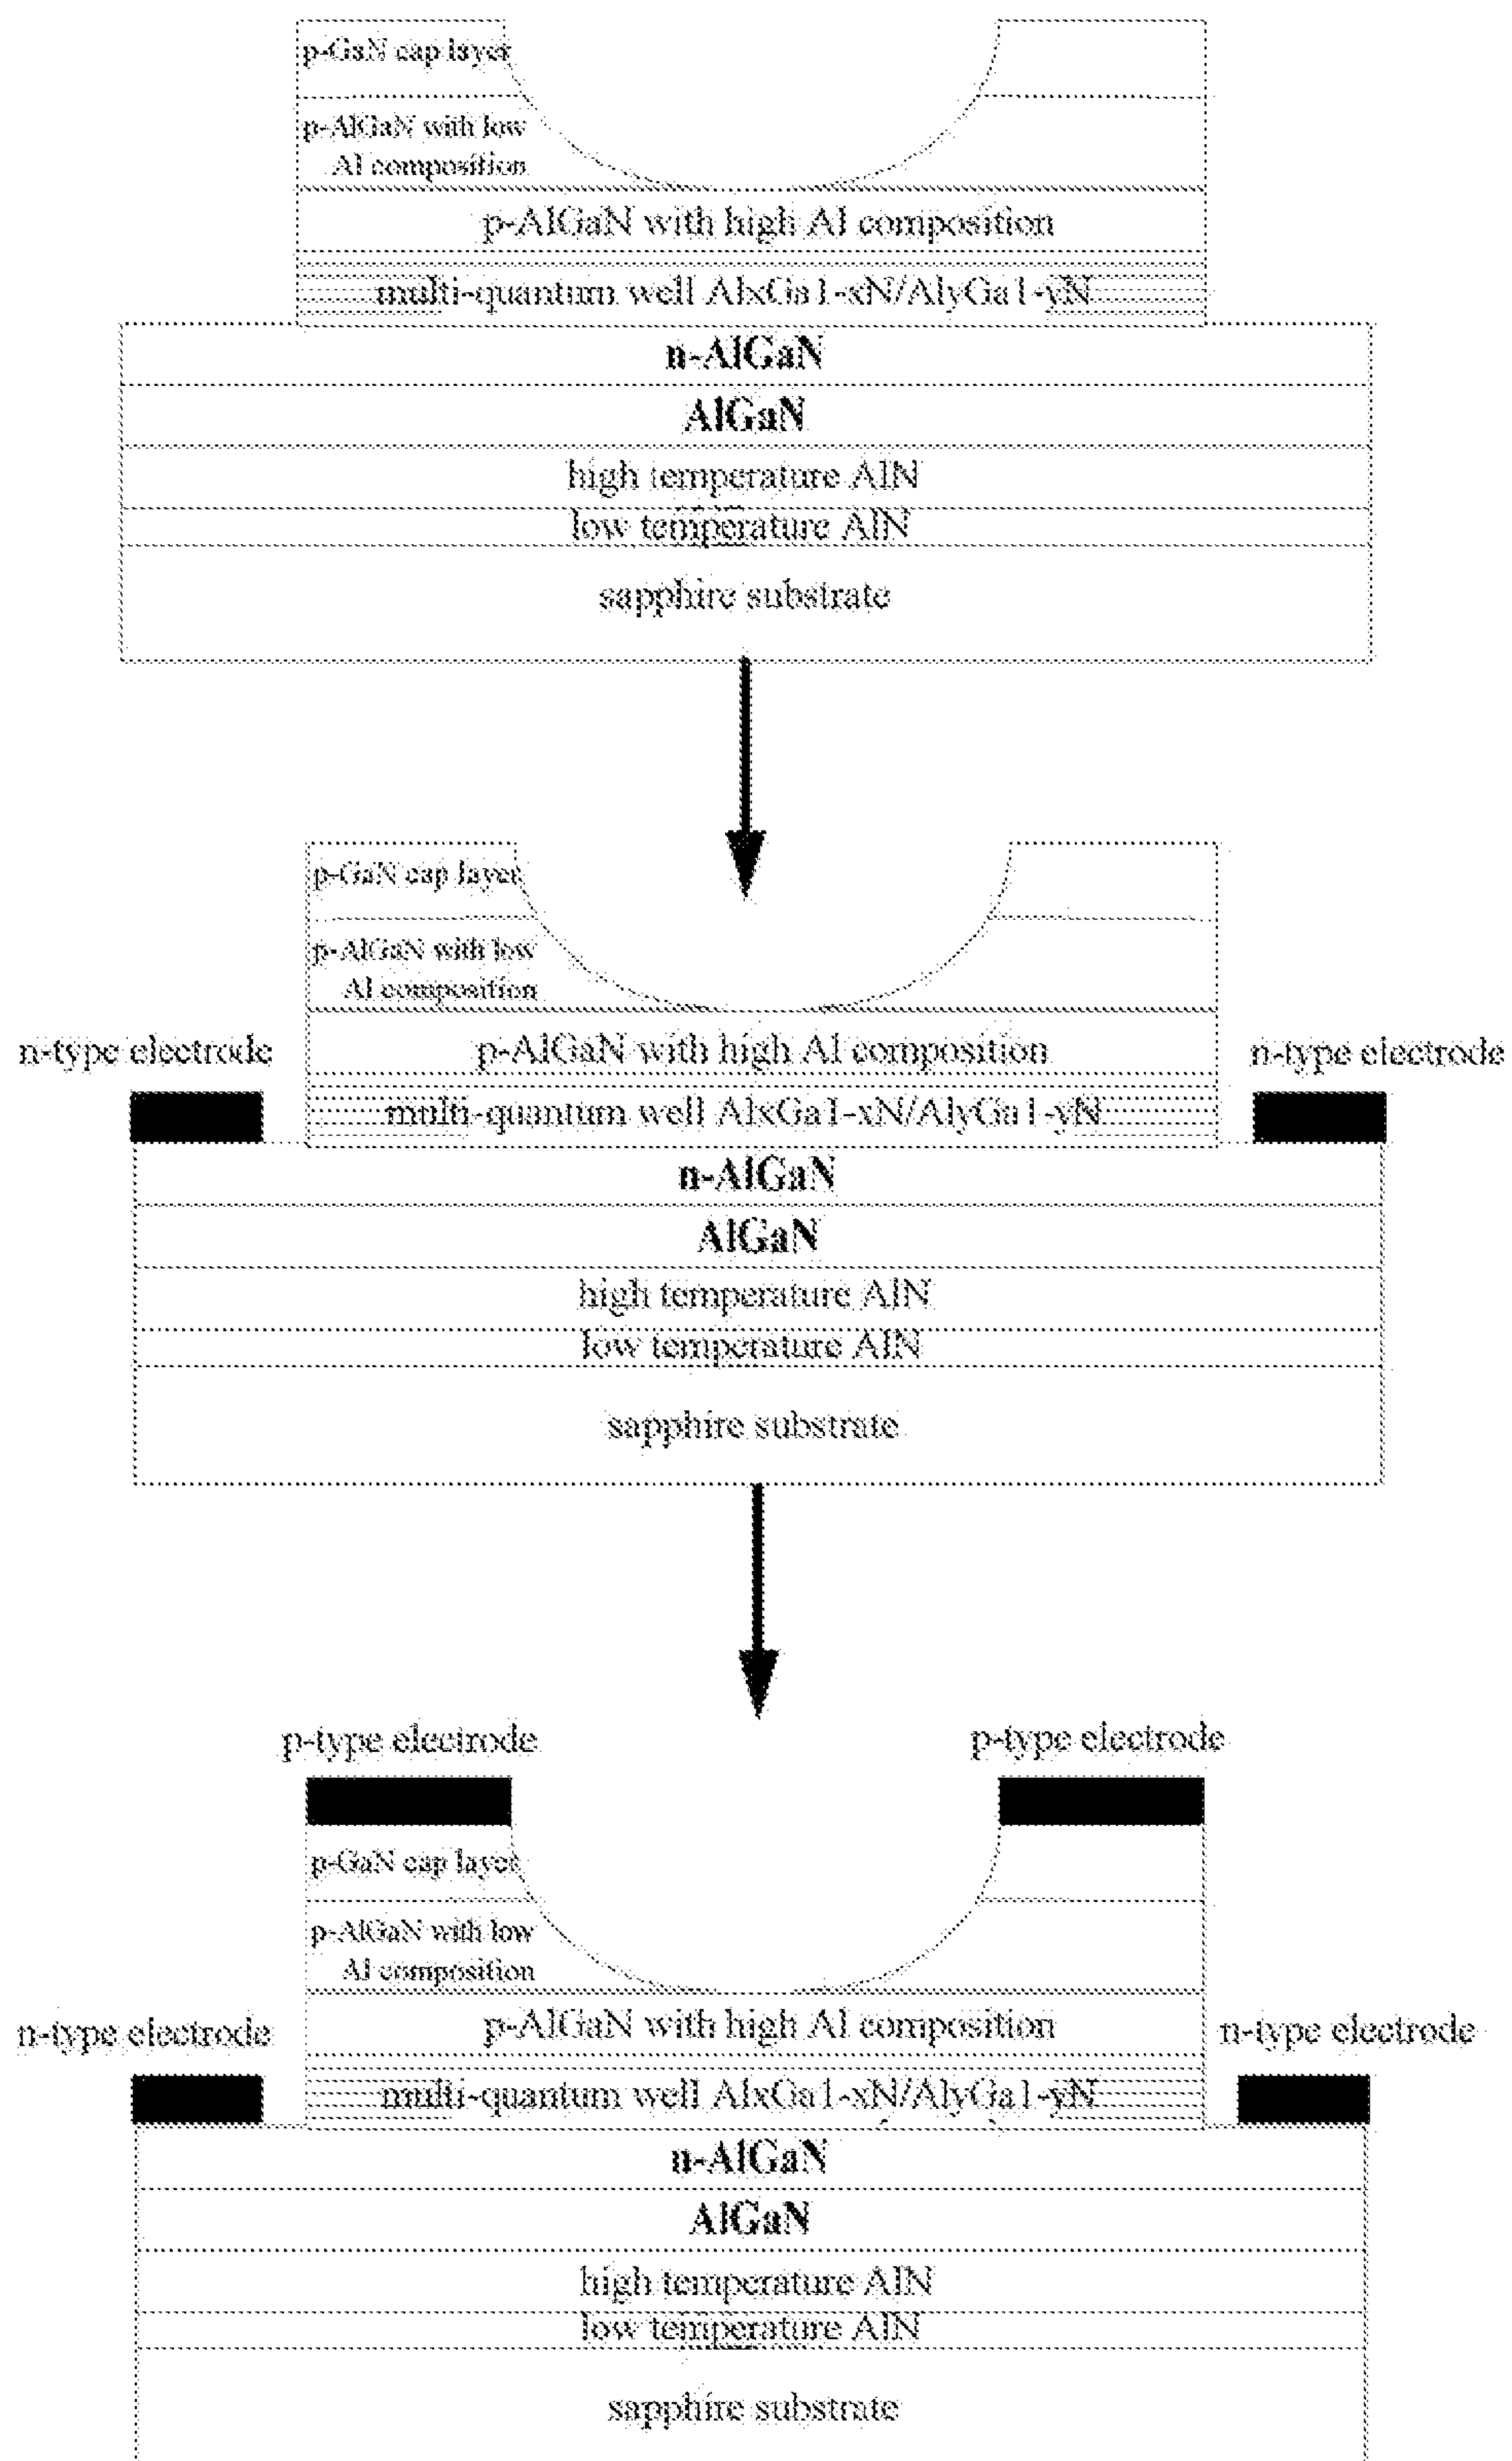 p-GaN cap layer
p-AlGaN with low
Al composition
p-AlGaN with high Al composition
multi-quantum well AlxGa1-xN/AlyGa1-yN
n-AlGaN
AlGaN
high temperature AlN
low temperature AlN
sapphire substrate
p-GaN cap layer
p-AlGaN with low
Al composition
n-type electrode
n-type electrode
p-AlGaN with high Al composition
multi-quantum well AlxGa1-xN/AlyGa1-yN
n-AlGaN
AlGaN
high temperature AlN
low temperature AlN
sapphire substrate
p-type electrode
p-type electrode
p-GaN cap layer
p-AlGaN with low
Al composition
p-AlGaN with high Al composition
n-type electrode
n-type electrode
multi-quantum well AlxGa1-xN/AlyGa1-yN
n-AlGaN
AlGaN
high temperature AlN
low temperature AlN
sapphire substrate